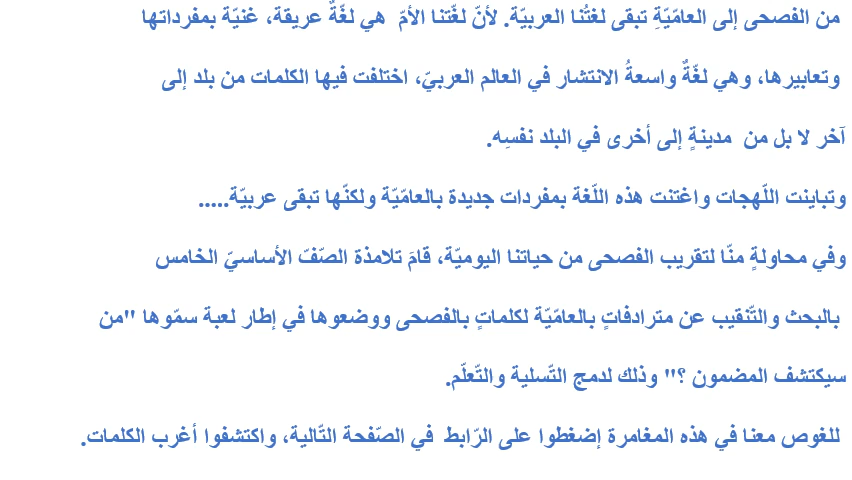 من الفصحى إلى العامّيّةِ تبقى لغتُنا العربيّة. لأنّ لغّتنا الأمّ هي لغّةٌ عريقة، غنيّة بمفرداتها
وتعابيرها، وهي لغّةٌ واسعةُ الانتشار في العالم العربيّ، اختلفت فيها الكلمات من بلد إلى
آخر لا بل من مدينةٍ إلى أخرى في البلد نفسِه.
وتباينت اللّهجات واغتنت هذه اللّغة بمفردات جديدة بالعامّيّة ولكنّها تبقى عربيّة.....
وفي محاولةٍ منّا لتقريب الفصحى من حياتنا اليوميّة، قامَ تلامذة الصّفّ الأساسيّ الخامس
بالبحث والتّنقيب عن مترادفاتٍ بالعامّيّة لكلماتٍ بالفصحى ووضعوها في إطار لعبة سمّوها "من
سيكتشف المضمون ؟" وذلك لدمج التّسلية والتّعلّم.
للغوص معنا في هذه المغامرة إضغطوا على الرّابط في الصّفحة التّالية، واكتشفوا أغرب الكلمات.